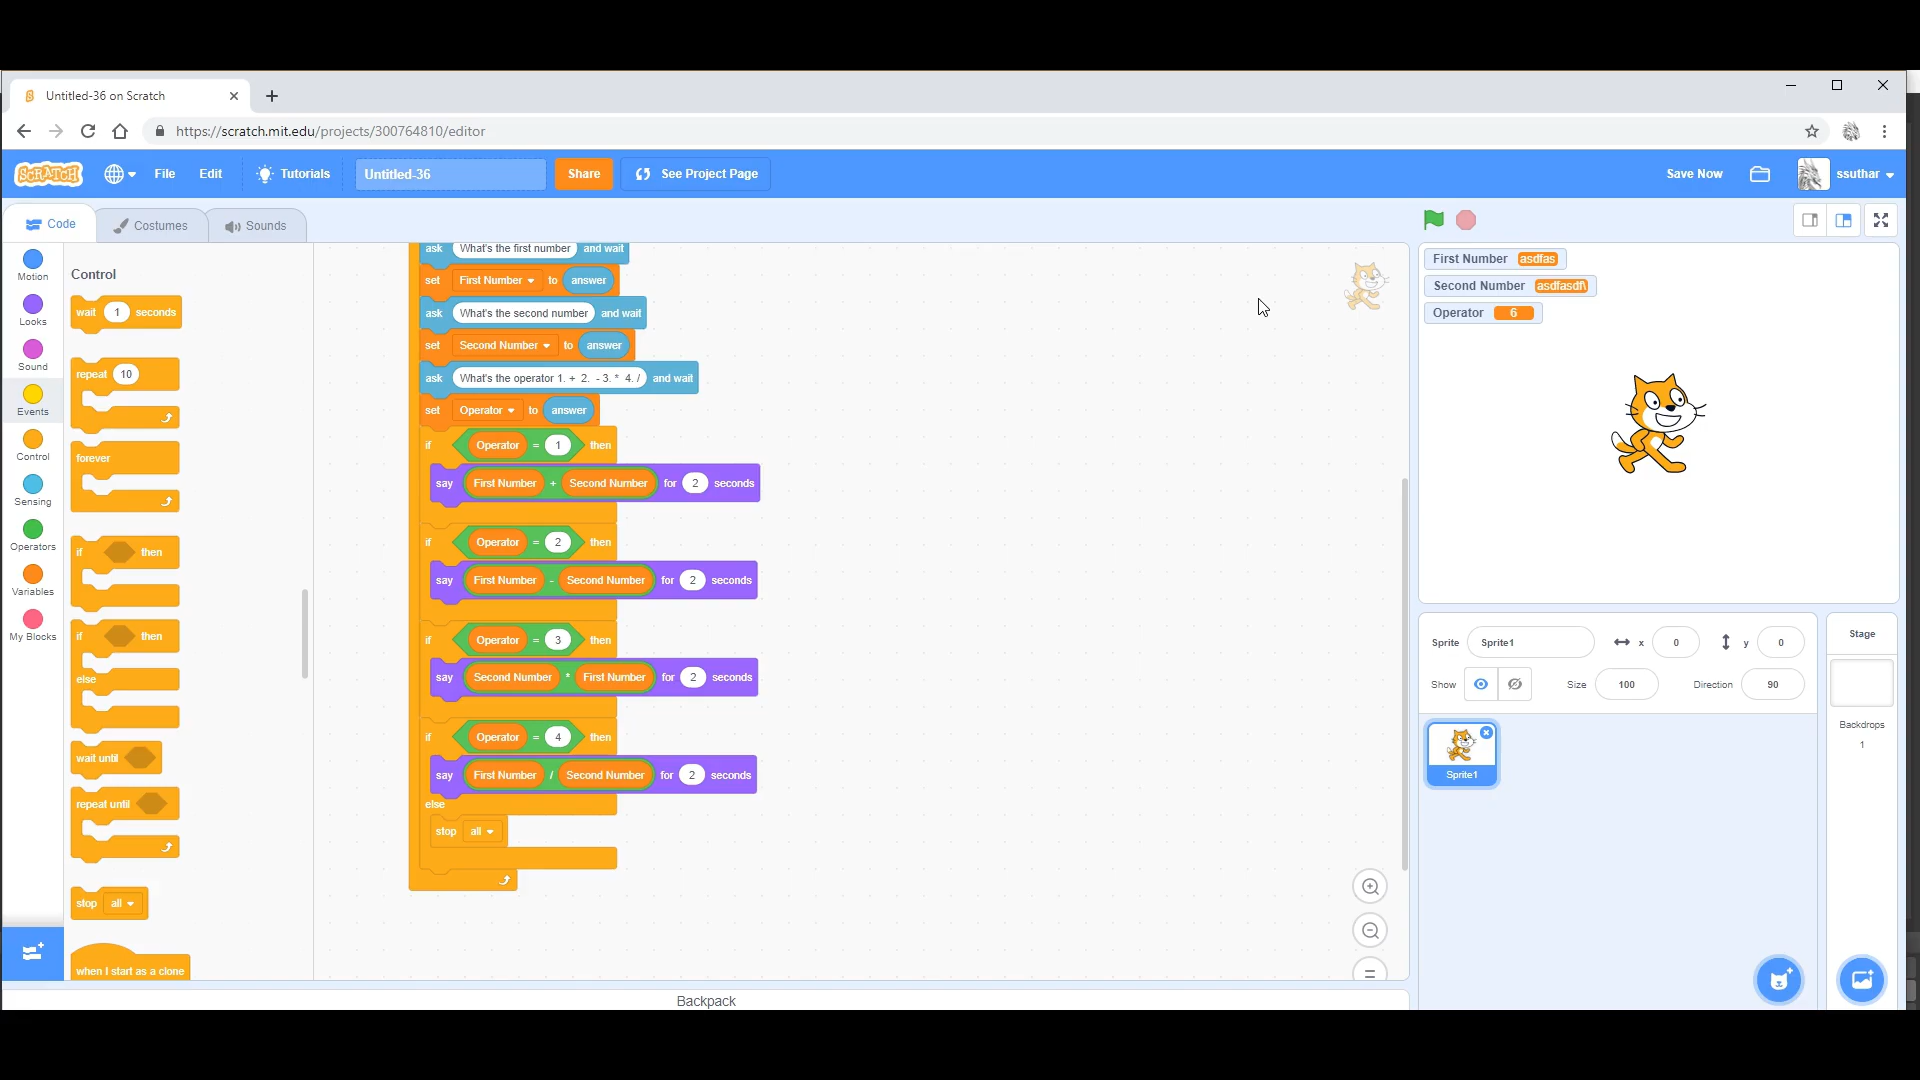 Untitled-36 on Scratch
https://scratch.mit.edu/projects/300764810/editor
SCRATCH File Edit Tutorials Untitled-36 Share See Project Page Save Now ssuthar
Code Costumes Sounds
Motion
Looks
Sound
Events
Control
Sensing
Operators
Variables
My Blocks
Control
wait 1 seconds
repeat 10
forever
if then
if then
else
wait until
repeat until
stop all
when I start as a clone
ask What's the first number and wait
set First Number to answer
ask What's the second number and wait
set Second Number to answer
ask What's the operator 1. + 2. - 3. * 4. / and wait
set Operator to answer
if Operator = 1 then
say First Number + Second Number for 2 seconds
if Operator = 2 then
say First Number - Second Number for 2 seconds
if Operator = 3 then
say Second Number * First Number for 2 seconds
if Operator = 4 then
say First Number / Second Number for 2 seconds
else
stop all
Backpack
First Number asdfas
Second Number asdfasdf\
Operator 6
Sprite Sprite1 x 0 y 0
Show Size 100 Direction 90
Sprite1
Stage
Backdrops
1